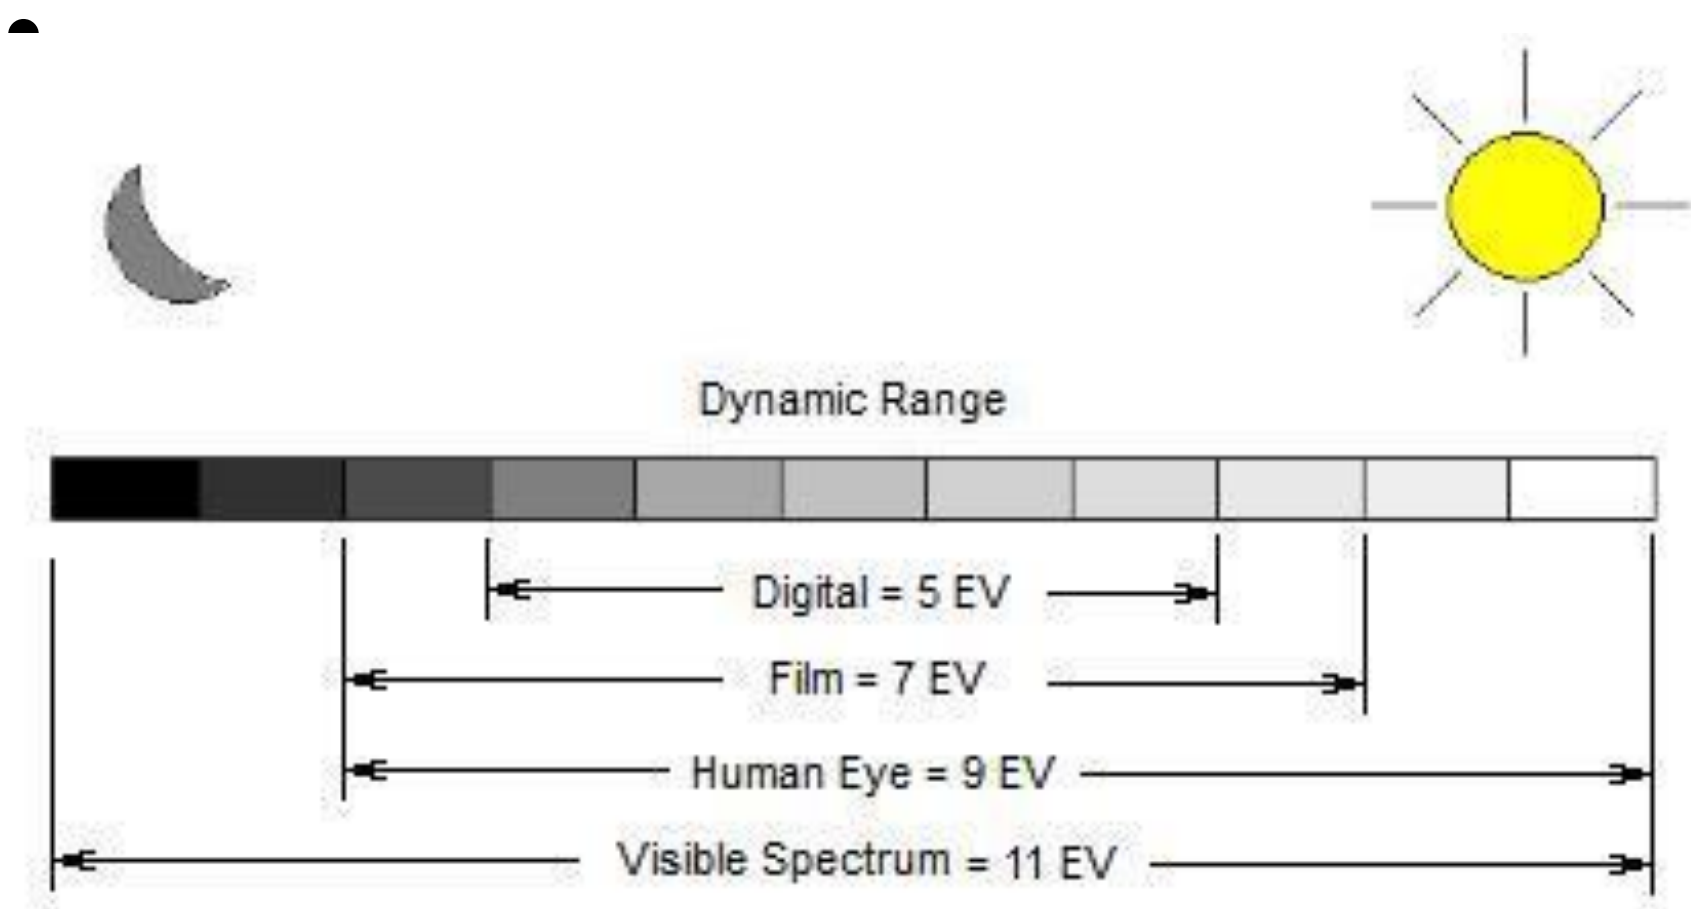 Dynamic Range
Digital = 5 EV
Film = 7 EV
Human Eye = 9 EV
Visible Spectrum = 11 EV